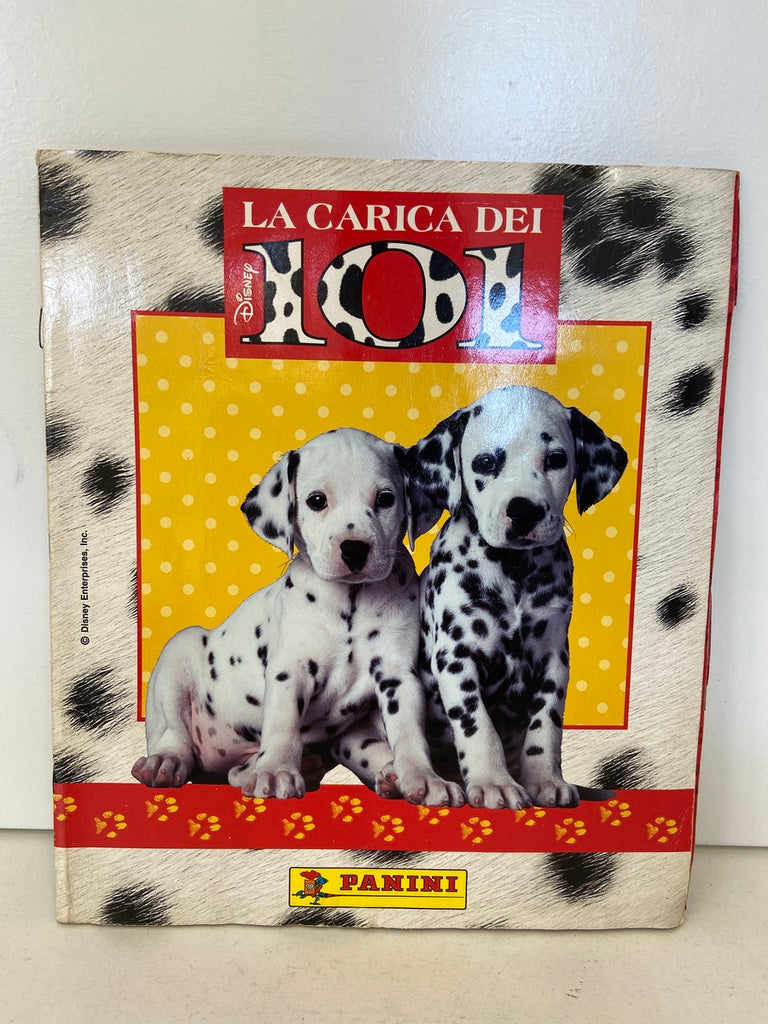 LA CARICA DEI
DISNEY
101
© Disney Enterprises, Inc.
PANINI